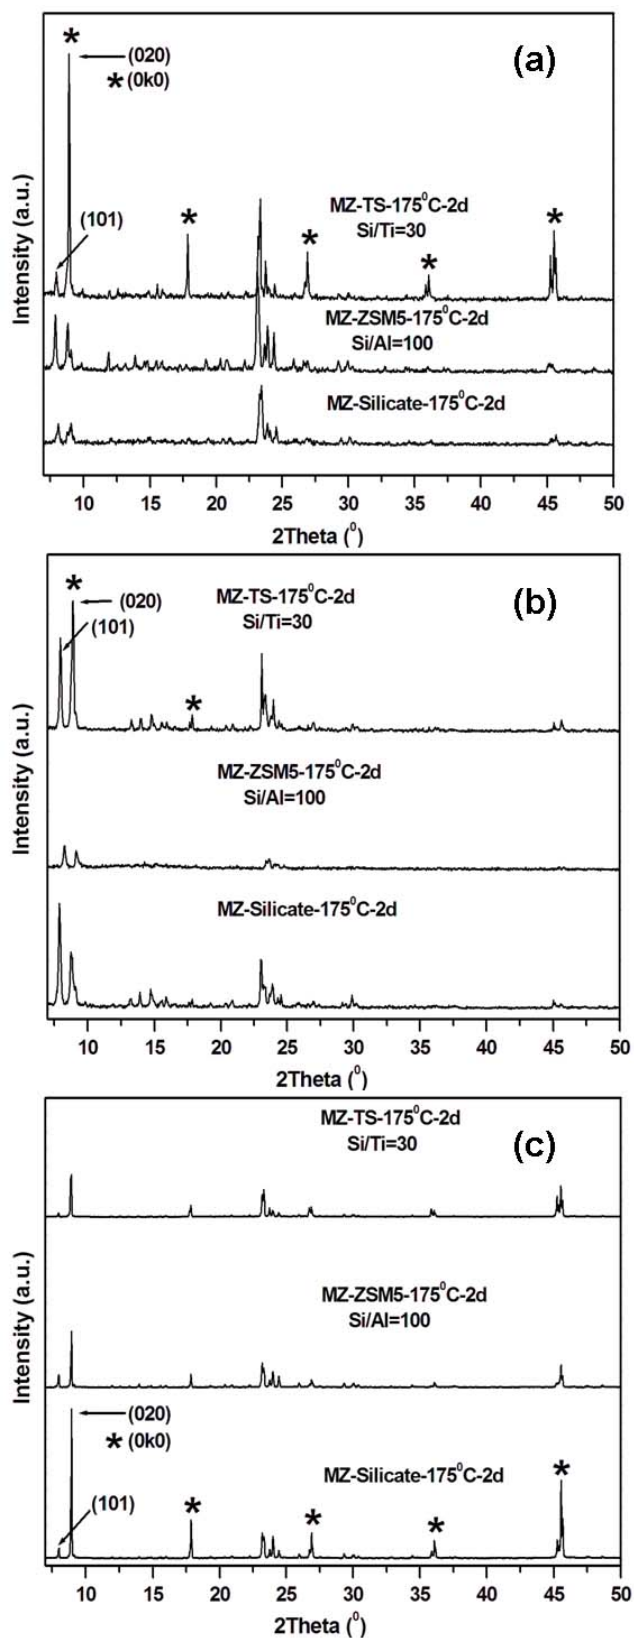 (a)
* (020)
* (0k0)
(101)
* * * * *
MZ-TS-175⁰C-2d
Si/Ti=30
MZ-ZSM5-175⁰C-2d
Si/Al=100
MZ-Silicate-175⁰C-2d
Intensity (a.u.)
10 15 20 25 30 35 40 45 50
2Theta (⁰)
(b)
*
(020)
(101)
MZ-TS-175⁰C-2d
Si/Ti=30
*
MZ-ZSM5-175⁰C-2d
Si/Al=100
MZ-Silicate-175⁰C-2d
Intensity (a.u.)
10 15 20 25 30 35 40 45 50
2Theta (⁰)
(c)
MZ-TS-175⁰C-2d
Si/Ti=30
MZ-ZSM5-175⁰C-2d
Si/Al=100
(020)
* (0k0)
MZ-Silicate-175⁰C-2d
(101)
* * * *
Intensity (a.u.)
10 15 20 25 30 35 40 45 50
2Theta (⁰)